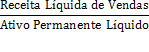 Receita Líquida de Vendas
Ativo Permanente Líquido